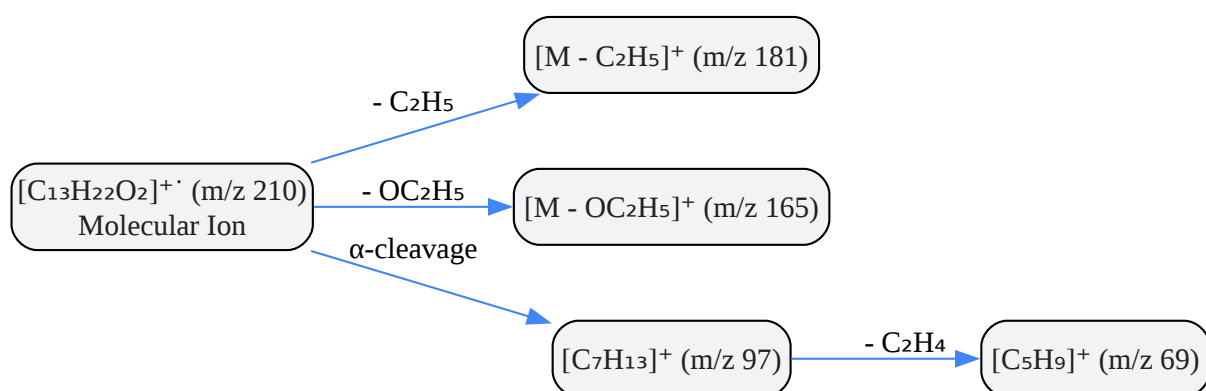 [M - C₂H₅]⁺ (m/z 181)
- C₂H₅
[C₁₃H₂₂O₂]⁺˙ (m/z 210)
Molecular Ion
- OC₂H₅
[M - OC₂H₅]⁺ (m/z 165)
α-cleavage
[C₇H₁₃]⁺ (m/z 97)
- C₂H₄
[C₅H₉]⁺ (m/z 69)